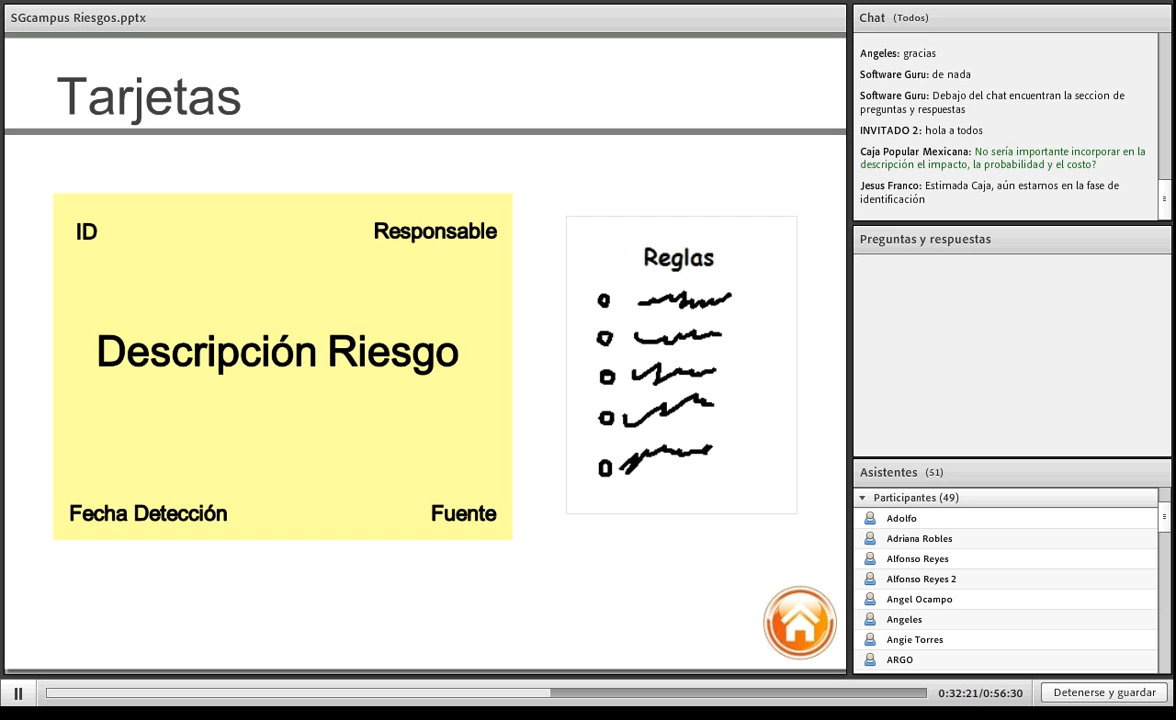 SGcampus Riesgos.pptx
Tarjetas
ID
Responsable
Descripción Riesgo
Fecha Detección
Fuente
Reglas
Chat (Todos)
Angeles: gracias
Software Guru: de nada
Software Guru: Debajo del chat encuentran la seccion de
preguntas y respuestas
INVITADO 2: hola a todos
Caja Popular Mexicana: No sería importante incorporar en la
descripción el impacto, la probabilidad y el costo?
Jesus Franco: Estimada Caja, aún estamos en la fase de
identificación
Preguntas y respuestas
Asistentes (51)
Participantes (49)
Adolfo
Adriana Robles
Alfonso Reyes
Alfonso Reyes 2
Angel Ocampo
Angeles
Angie Torres
ARGO
0:32:21/0:56:30
Detenerse y guardar